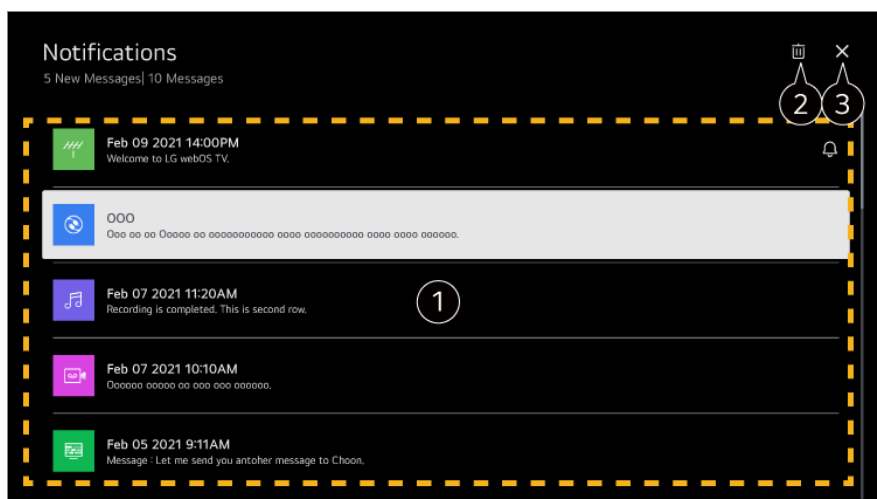 Notifications
5 New Messages| 10 Messages
2 3
Feb 09 2021 14:00PM
Welcome to LG webOS TV.
OOO
Ooo oo oo Ooooo oo ooooooooooo oooo oooooooooo oooo oooo oooooo.
Feb 07 2021 11:20AM
Recording is completed. This is second row.
1
Feb 07 2021 10:10AM
Oooooo ooooo oo ooo ooo oooooo.
Feb 05 2021 9:11AM
Message : Let me send you antoher message to Choon.